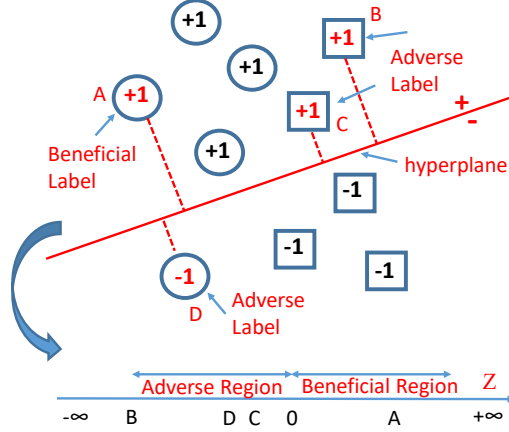 +1
B
+1
+1
Adverse
Label
A
+1
+1
C
+
-
Beneficial
Label
+1
hyperplane
-1
-1
-1
-1
D
Adverse
Label
Adverse Region
Beneficial Region
Z
-∞ B D C 0 A +∞